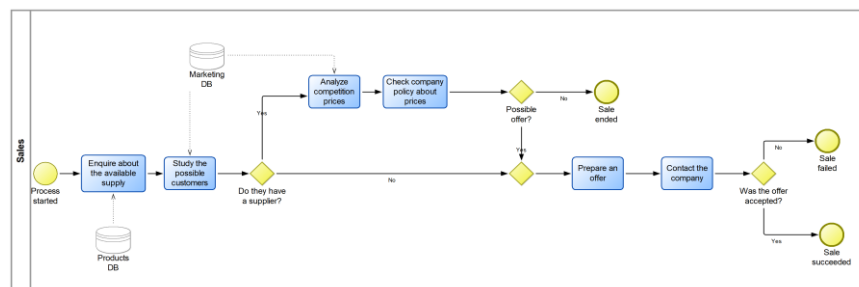 Sales
Process
started
Enquire about
the available
supply
Products
DB
Marketing
DB
Study the
possible
customers
Do they have
a supplier?
Yes
No
Analyze
competition
prices
Check company
policy about
prices
Possible
offer?
No
Sale
ended
Yes
Prepare an
offer
Contact the
company
Was the offer
accepted?
No
Sale
failed
Yes
Sale
succeeded